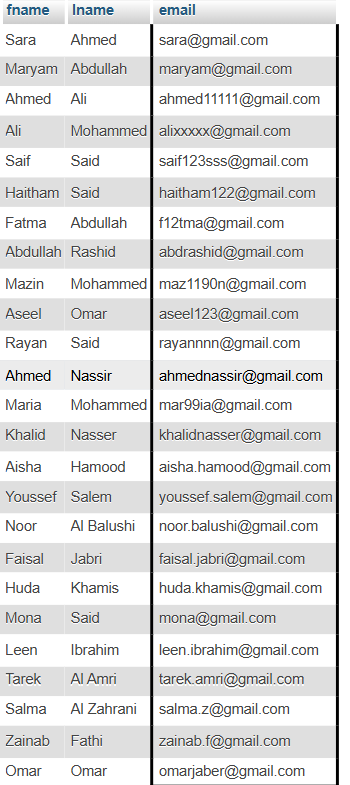 fname lname email
Sara Ahmed sara@gmail.com
Maryam Abdullah maryam@gmail.com
Ahmed Ali ahmed11111@gmail.com
Ali Mohammed alixxxxx@gmail.com
Saif Said saif123sss@gmail.com
Haitham Said haitham122@gmail.com
Fatma Abdullah f12tma@gmail.com
Abdullah Rashid abdrashid@gmail.com
Mazin Mohammed maz1190n@gmail.com
Aseel Omar aseel123@gmail.com
Rayan Said rayannnn@gmail.com
Ahmed Nassir ahmednassir@gmail.com
Maria Mohammed mar99ia@gmail.com
Khalid Nasser khalidnasser@gmail.com
Aisha Hamood aisha.hamood@gmail.com
Youssef Salem youssef.salem@gmail.com
Noor Al Balushi noor.balushi@gmail.com
Faisal Jabri faisal.jabri@gmail.com
Huda Khamis huda.khamis@gmail.com
Mona Said mona@gmail.com
Leen Ibrahim leen.ibrahim@gmail.com
Tarek Al Amri tarek.amri@gmail.com
Salma Al Zahrani salma.z@gmail.com
Zainab Fathi zainab.f@gmail.com
Omar Omar omarjaber@gmail.com